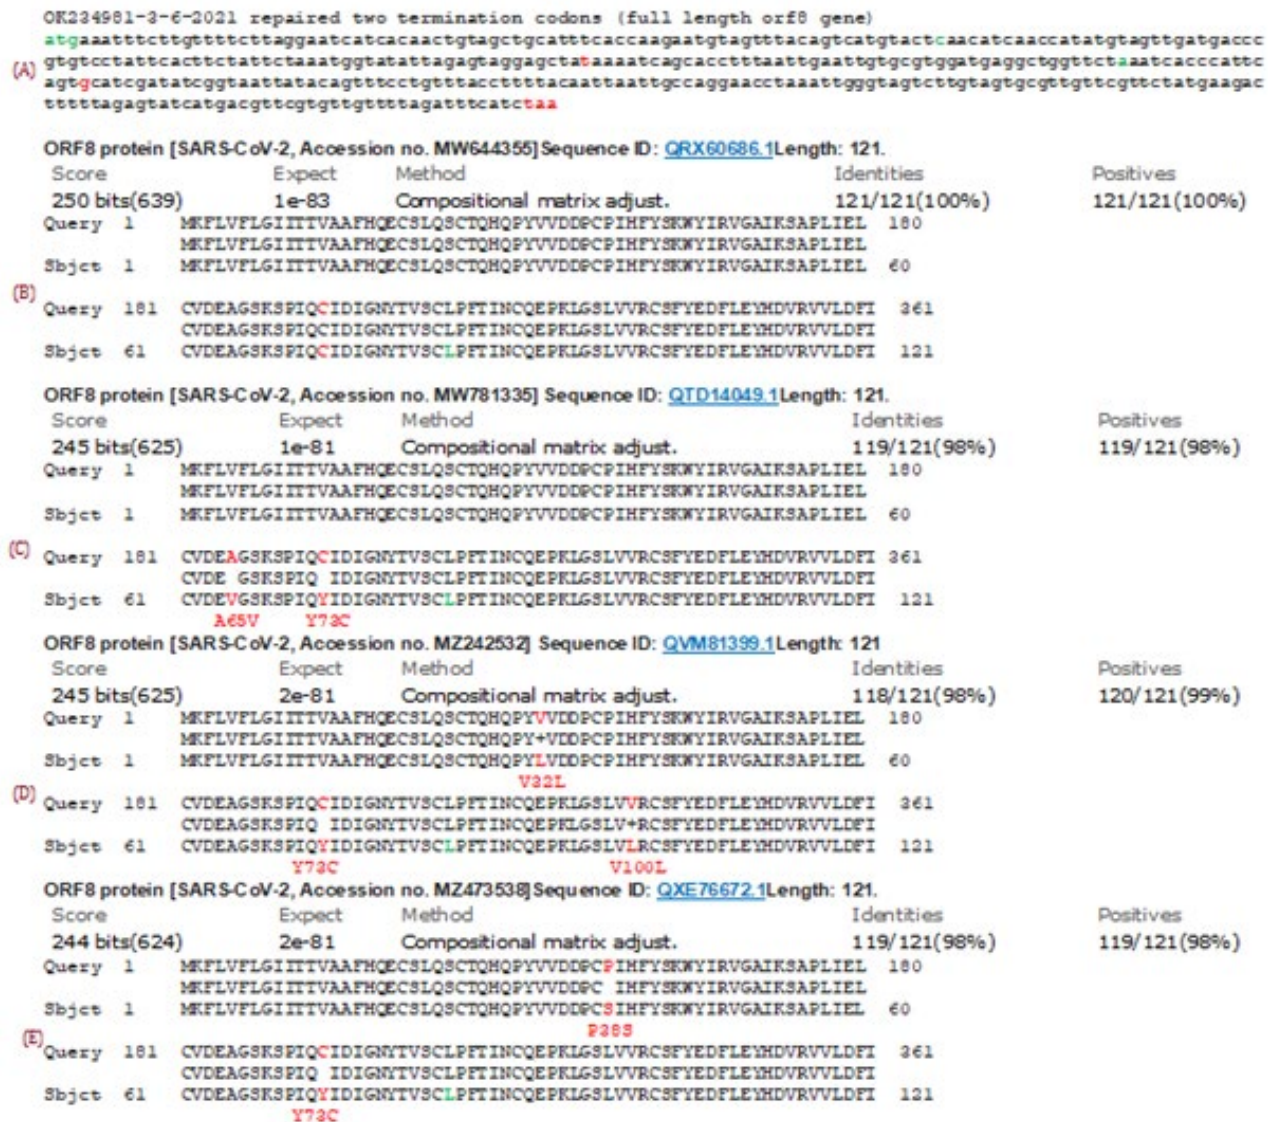 OK234981-3-6-2021 repaired two termination codons (full length orf8 gene)
atgaaatttcttgttttcttaggaatcatcacaactgtagctgcatttcaccaagaatgtagtttacagtcatgtactcaacatcaaccatatgtagttgatgaccc
(A) gtgtcctattcacttctattctaaatggtatattagagtaggagctataaaatcagcacctttaattgaattgtgcgtggatgaggctggttctaaatcacccattc
agtgcatcgatatcggtaattatacagtttcctgtttaccttttacaattaattgccaggaacctaaattgggtagtcttgtagtgcgttgttcgttctatgaagac
tttttagagtatcatgacgttcgtgttgttttagatttcatctaa
ORF8 protein [SARS-CoV-2, Accession no. MW644355] Sequence ID: QRX60686.1Length: 121.
Score Expect Method Identities Positives
250 bits(639) 1e-83 Compositional matrix adjust. 121/121(100%) 121/121(100%)
Query 1 MKFLVFLGIITTVAAFHQECSLQSCTQHQPYVVDDPCPIHFYSKWYIRVGAIKSAPLIEL 180
MKFLVFLGIITTVAAFHQECSLQSCTQHQPYVVDDPCPIHFYSKWYIRVGAIKSAPLIEL
Sbjct 1 MKFLVFLGIITTVAAFHQECSLQSCTQHQPYVVDDPCPIHFYSKWYIRVGAIKSAPLIEL 60
(B) Query 181 CVDEAGSKSPIQCIDIGNYTVSCLPFTINCQEPKLGSLVVRCSFYEDFLEYHDVRVVLDFI 361
CVDEAGSKSPIQCIDIGNYTVSCLPFTINCQEPKLGSLVVRCSFYEDFLEYHDVRVVLDFI
Sbjct 61 CVDEAGSKSPIQCIDIGNYTVSCLPFTINCQEPKLGSLVVRCSFYEDFLEYHDVRVVLDFI 121
ORF8 protein [SARS-CoV-2, Accession no. MW781335] Sequence ID: QTD14049.1Length: 121.
Score Expect Method Identities Positives
245 bits(625) 1e-81 Compositional matrix adjust. 119/121(98%) 119/121(98%)
Query 1 MKFLVFLGIITTVAAFHQECSLQSCTQHQPYVVDDPCPIHFYSKWYIRVGAIKSAPLIEL 180
MKFLVFLGIITTVAAFHQECSLQSCTQHQPYVVDDPCPIHFYSKWYIRVGAIKSAPLIEL
Sbjct 1 MKFLVFLGIITTVAAFHQECSLQSCTQHQPYVVDDPCPIHFYSKWYIRVGAIKSAPLIEL 60
(C) Query 181 CVDEAGSKSPIQCIDIGNYTVSCLPFTINCQEPKLGSLVVRCSFYEDFLEYHDVRVVLDFI 361
CVDE GSKSPIQ IDIGNYTVSCLPFTINCQEPKLGSLVVRCSFYEDFLEYHDVRVVLDFI
Sbjct 61 CVDEVGSKSPIQYIDIGNYTVSCLPFTINCQEPKLGSLVVRCSFYEDFLEYHDVRVVLDFI 121
A65V Y73C
ORF8 protein [SARS-CoV-2, Accession no. MZ242532] Sequence ID: QVM81399.1Length: 121
Score Expect Method Identities Positives
245 bits(625) 2e-81 Compositional matrix adjust. 118/121(98%) 120/121(99%)
Query 1 MKFLVFLGIITTVAAFHQECSLQSCTQHQPYVVDDPCPIHFYSKWYIRVGAIKSAPLIEL 180
MKFLVFLGIITTVAAFHQECSLQSCTQHQPY+VDDPCPIHFYSKWYIRVGAIKSAPLIEL
Sbjct 1 MKFLVFLGIITTVAAFHQECSLQSCTQHQPYLVDDPCPIHFYSKWYIRVGAIKSAPLIEL 60
V32L
(D) Query 181 CVDEAGSKSPIQCIDIGNYTVSCLPFTINCQEPKLGSLVVRCSFYEDFLEYHDVRVVLDFI 361
CVDEAGSKSPIQ IDIGNYTVSCLPFTINCQEPKLGSLV+RCSFYEDFLEYHDVRVVLDFI
Sbjct 61 CVDEAGSKSPIQYIDIGNYTVSCLPFTINCQEPKLGSLVLRCSFYEDFLEYHDVRVVLDFI 121
Y73C V100L
ORF8 protein [SARS-CoV-2, Accession no. MZ473538] Sequence ID: QXE76672.1Length: 121.
Score Expect Method Identities Positives
244 bits(624) 2e-81 Compositional matrix adjust. 119/121(98%) 119/121(98%)
Query 1 MKFLVFLGIITTVAAFHQECSLQSCTQHQPYVVDDPCPIHFYSKWYIRVGAIKSAPLIEL 180
MKFLVFLGIITTVAAFHQECSLQSCTQHQPYVVDDPC IHFYSKWYIRVGAIKSAPLIEL
Sbjct 1 MKFLVFLGIITTVAAFHQECSLQSCTQHQPYVVDDPCSIHFYSKWYIRVGAIKSAPLIEL 60
P38S
(E) Query 181 CVDEAGSKSPIQCIDIGNYTVSCLPFTINCQEPKLGSLVVRCSFYEDFLEYHDVRVVLDFI 361
CVDEAGSKSPIQ IDIGNYTVSCLPFTINCQEPKLGSLVVRCSFYEDFLEYHDVRVVLDFI
Sbjct 61 CVDEAGSKSPIQYIDIGNYTVSCLPFTINCQEPKLGSLVVRCSFYEDFLEYHDVRVVLDFI 121
Y73C